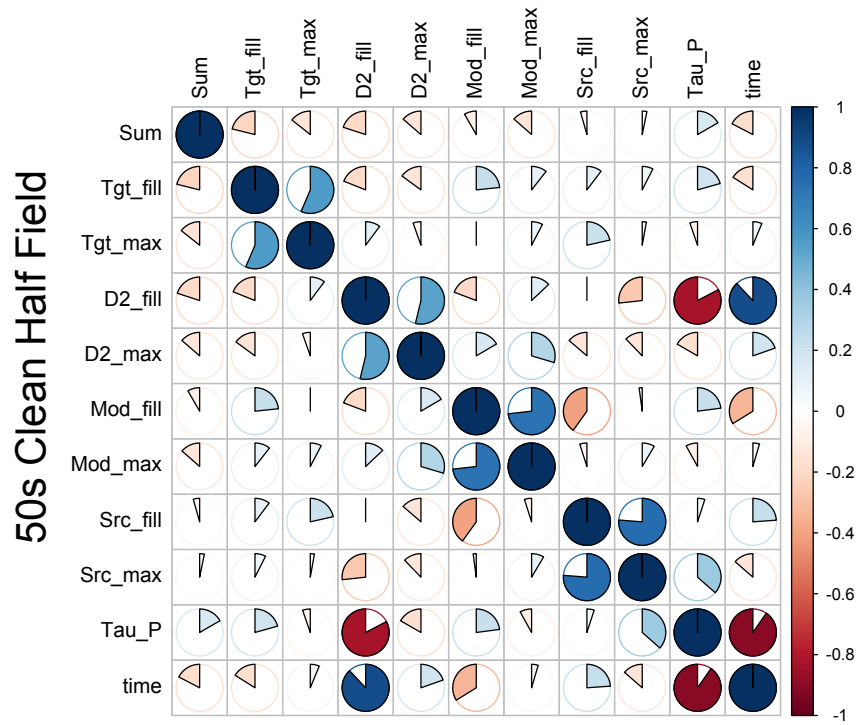 50s Clean Half Field
Sum Tgt_fill Tgt_max D2_fill D2_max Mod_fill Mod_max Src_fill Src_max Tau_P time
Sum
Tgt_fill
Tgt_max
D2_fill
D2_max
Mod_fill
Mod_max
Src_fill
Src_max
Tau_P
time
1
0.8
0.6
0.4
0.2
0
-0.2
-0.4
-0.6
-0.8
-1